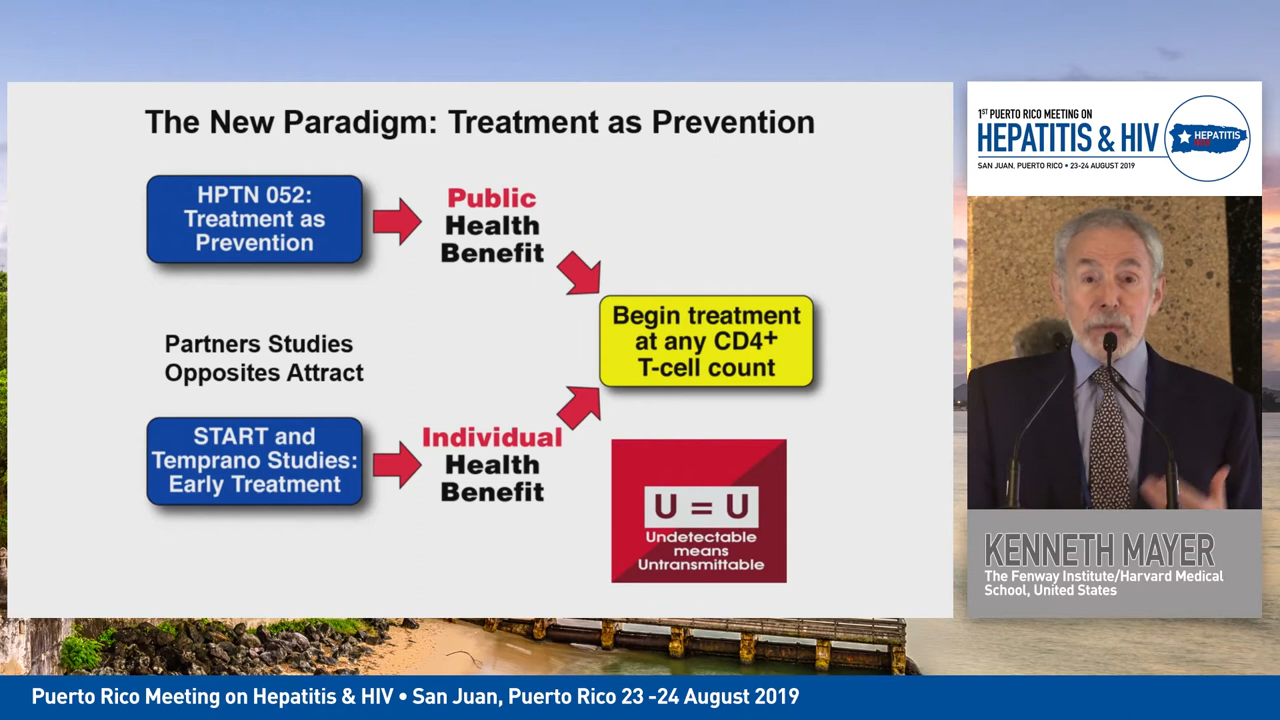 The New Paradigm: Treatment as Prevention
HPTN 052:
Treatment as
Prevention
Public
Health
Benefit
Partners Studies
Opposites Attract
START and
Temprano Studies:
Early Treatment
Individual
Health
Benefit
Begin treatment
at any CD4+
T-cell count
U = U
Undetectable
means
Untransmittable
1ST PUERTO RICO MEETING ON
HEPATITIS & HIV
SAN JUAN, PUERTO RICO • 23-24 AUGUST 2019
HEPATITIS
KENNETH MAYER
The Fenway Institute/Harvard Medical
School, United States
Puerto Rico Meeting on Hepatitis & HIV • San Juan, Puerto Rico 23 -24 August 2019